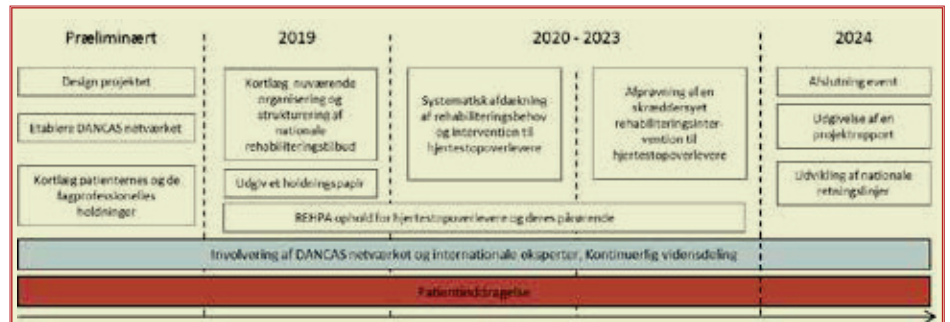 Præliminært
2019
2020 - 2023
2024
Design projektet
Etablere DANCAS netværket
Kortlæg patienternes og de
fagprofessionelles
holdninger
Kortlæg nuværende
organisering og
strukturering af
nationale
rehabiliteringstilbud
Udgiv et holdningspapir
Systematisk afdækning
af rehabiliteringsbehov
og intervention til
hjertestopoverlevere
Afprøvning af en
skræddersyet
rehabiliteringsinter-
vention til
hjertestopoverlevere
REHPA ophold for hjertestopoverlevere og deres pårørende
Afslutning event
Udgivelse af en
projektrapport
Udvikling af nationale
retningslinjer
Involvering af DANCAS netværket og internationale eksperter, Kontinuerlig vidensdeling
Patientinddragelse